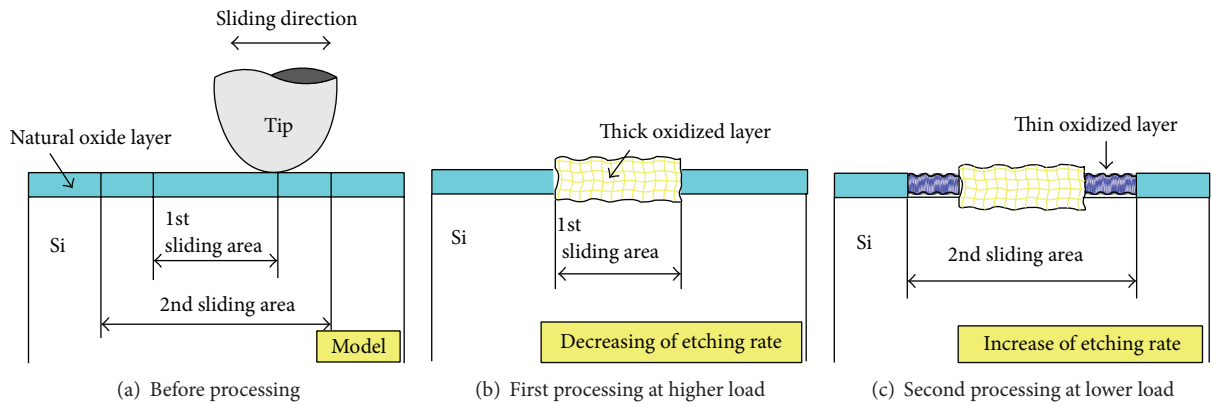 Sliding direction
Tip
Natural oxide layer
1st
sliding area
Si
2nd sliding area
Model
(a) Before processing
Thick oxidized layer
1st
sliding area
Si
Decreasing of etching rate
(b) First processing at higher load
Thin oxidized layer
Si
2nd sliding area
Increase of etching rate
(c) Second processing at lower load